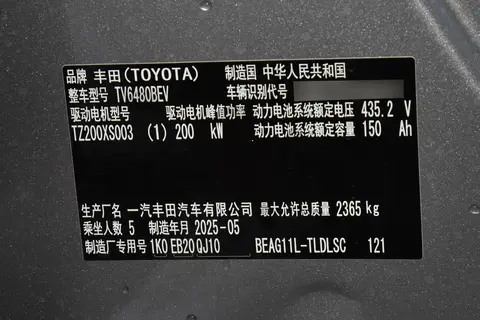 品牌 丰田(TOYOTA) 制造国 中华人民共和国
整车型号 TV6480BEV 车辆识别代号
驱动电机型号 驱动电机峰值功率 动力电池系统额定电压 435.2 V
TZ200XS003 (1) 200 kW 动力电池系统额定容量 150 Ah
生产厂名 一汽丰田汽车有限公司 最大允许总质量 2365 kg
乘坐人数 5 制造年月 2025-05
制造厂专用号 1K0 EB20 QJ10 BEAG11L-TLDLSC 121